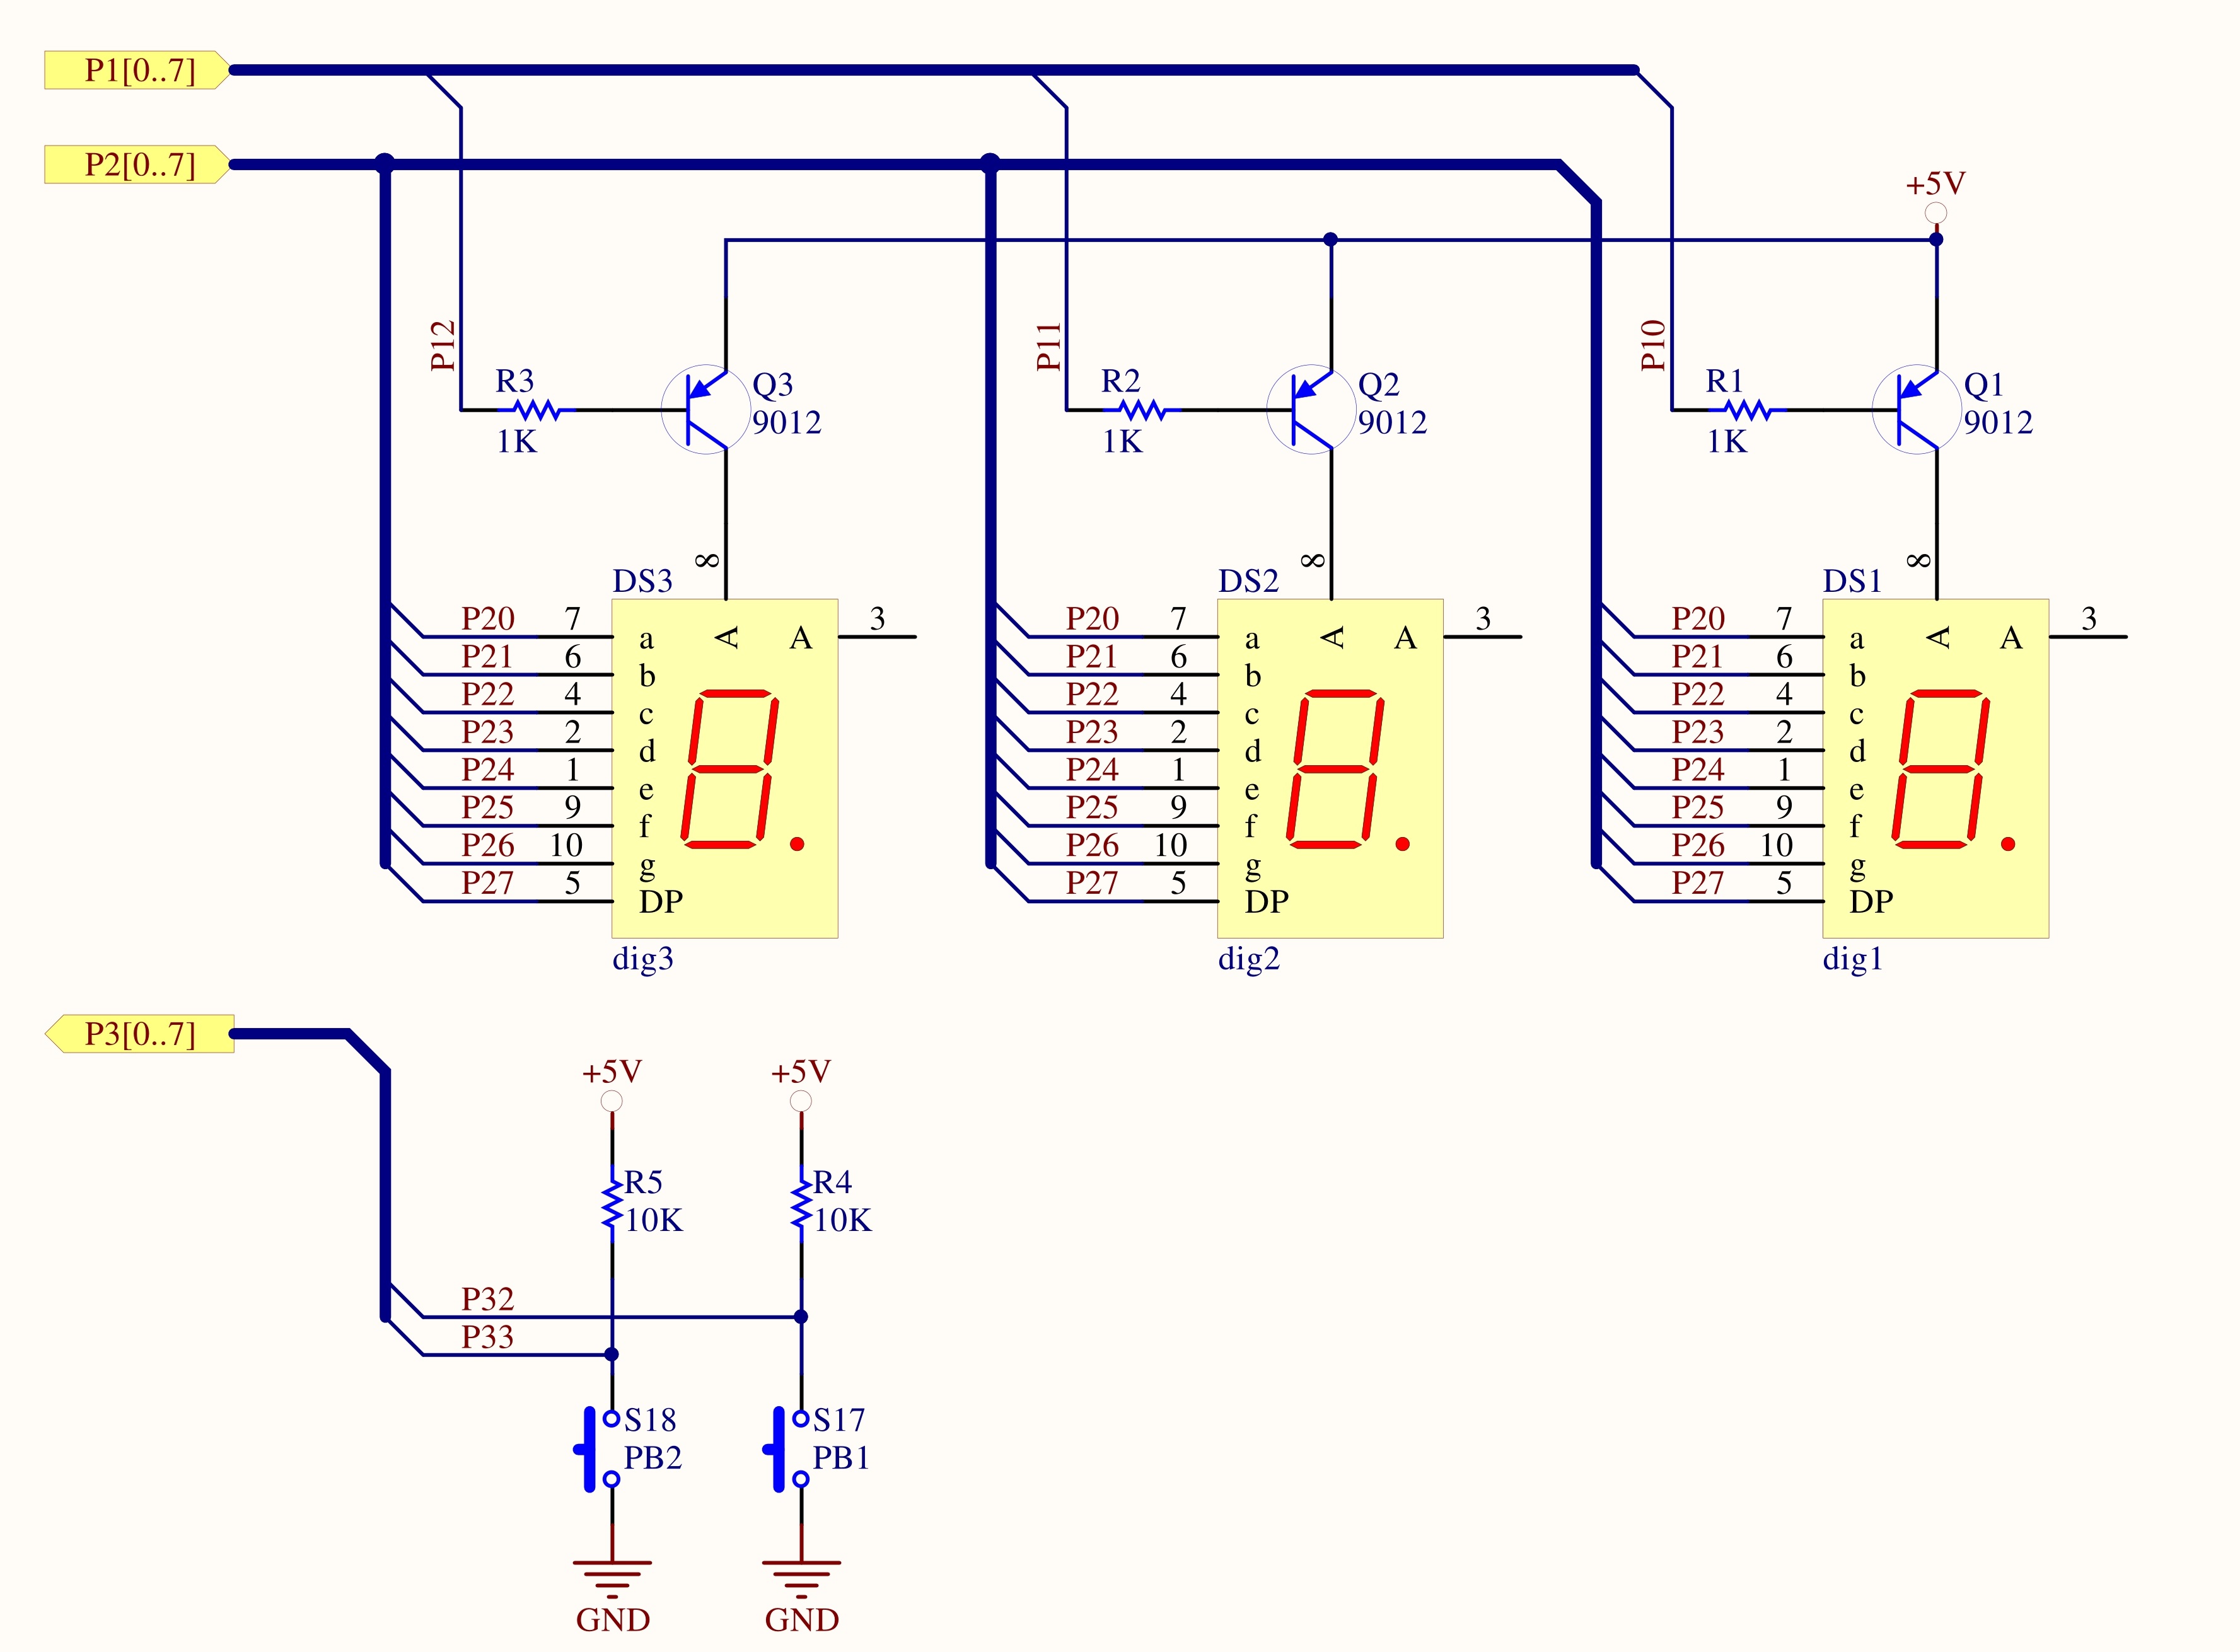 P1[0..7]
P2[0..7]
+5V
P12
P11
P10
R3
1K
Q3
9012
R2
1K
Q2
9012
R1
1K
Q1
9012
8
8
8
DS3
DS2
DS1
P20 7 a A A 3
P21 6 b
P22 4 c
P23 2 d
P24 1 e
P25 9 f
P26 10 g
P27 5 DP
dig3
P20 7 a A A 3
P21 6 b
P22 4 c
P23 2 d
P24 1 e
P25 9 f
P26 10 g
P27 5 DP
dig2
P20 7 a A A 3
P21 6 b
P22 4 c
P23 2 d
P24 1 e
P25 9 f
P26 10 g
P27 5 DP
dig1
P3[0..7]
+5V
+5V
R5
10K
R4
10K
P32
P33
S18
PB2
S17
PB1
GND
GND